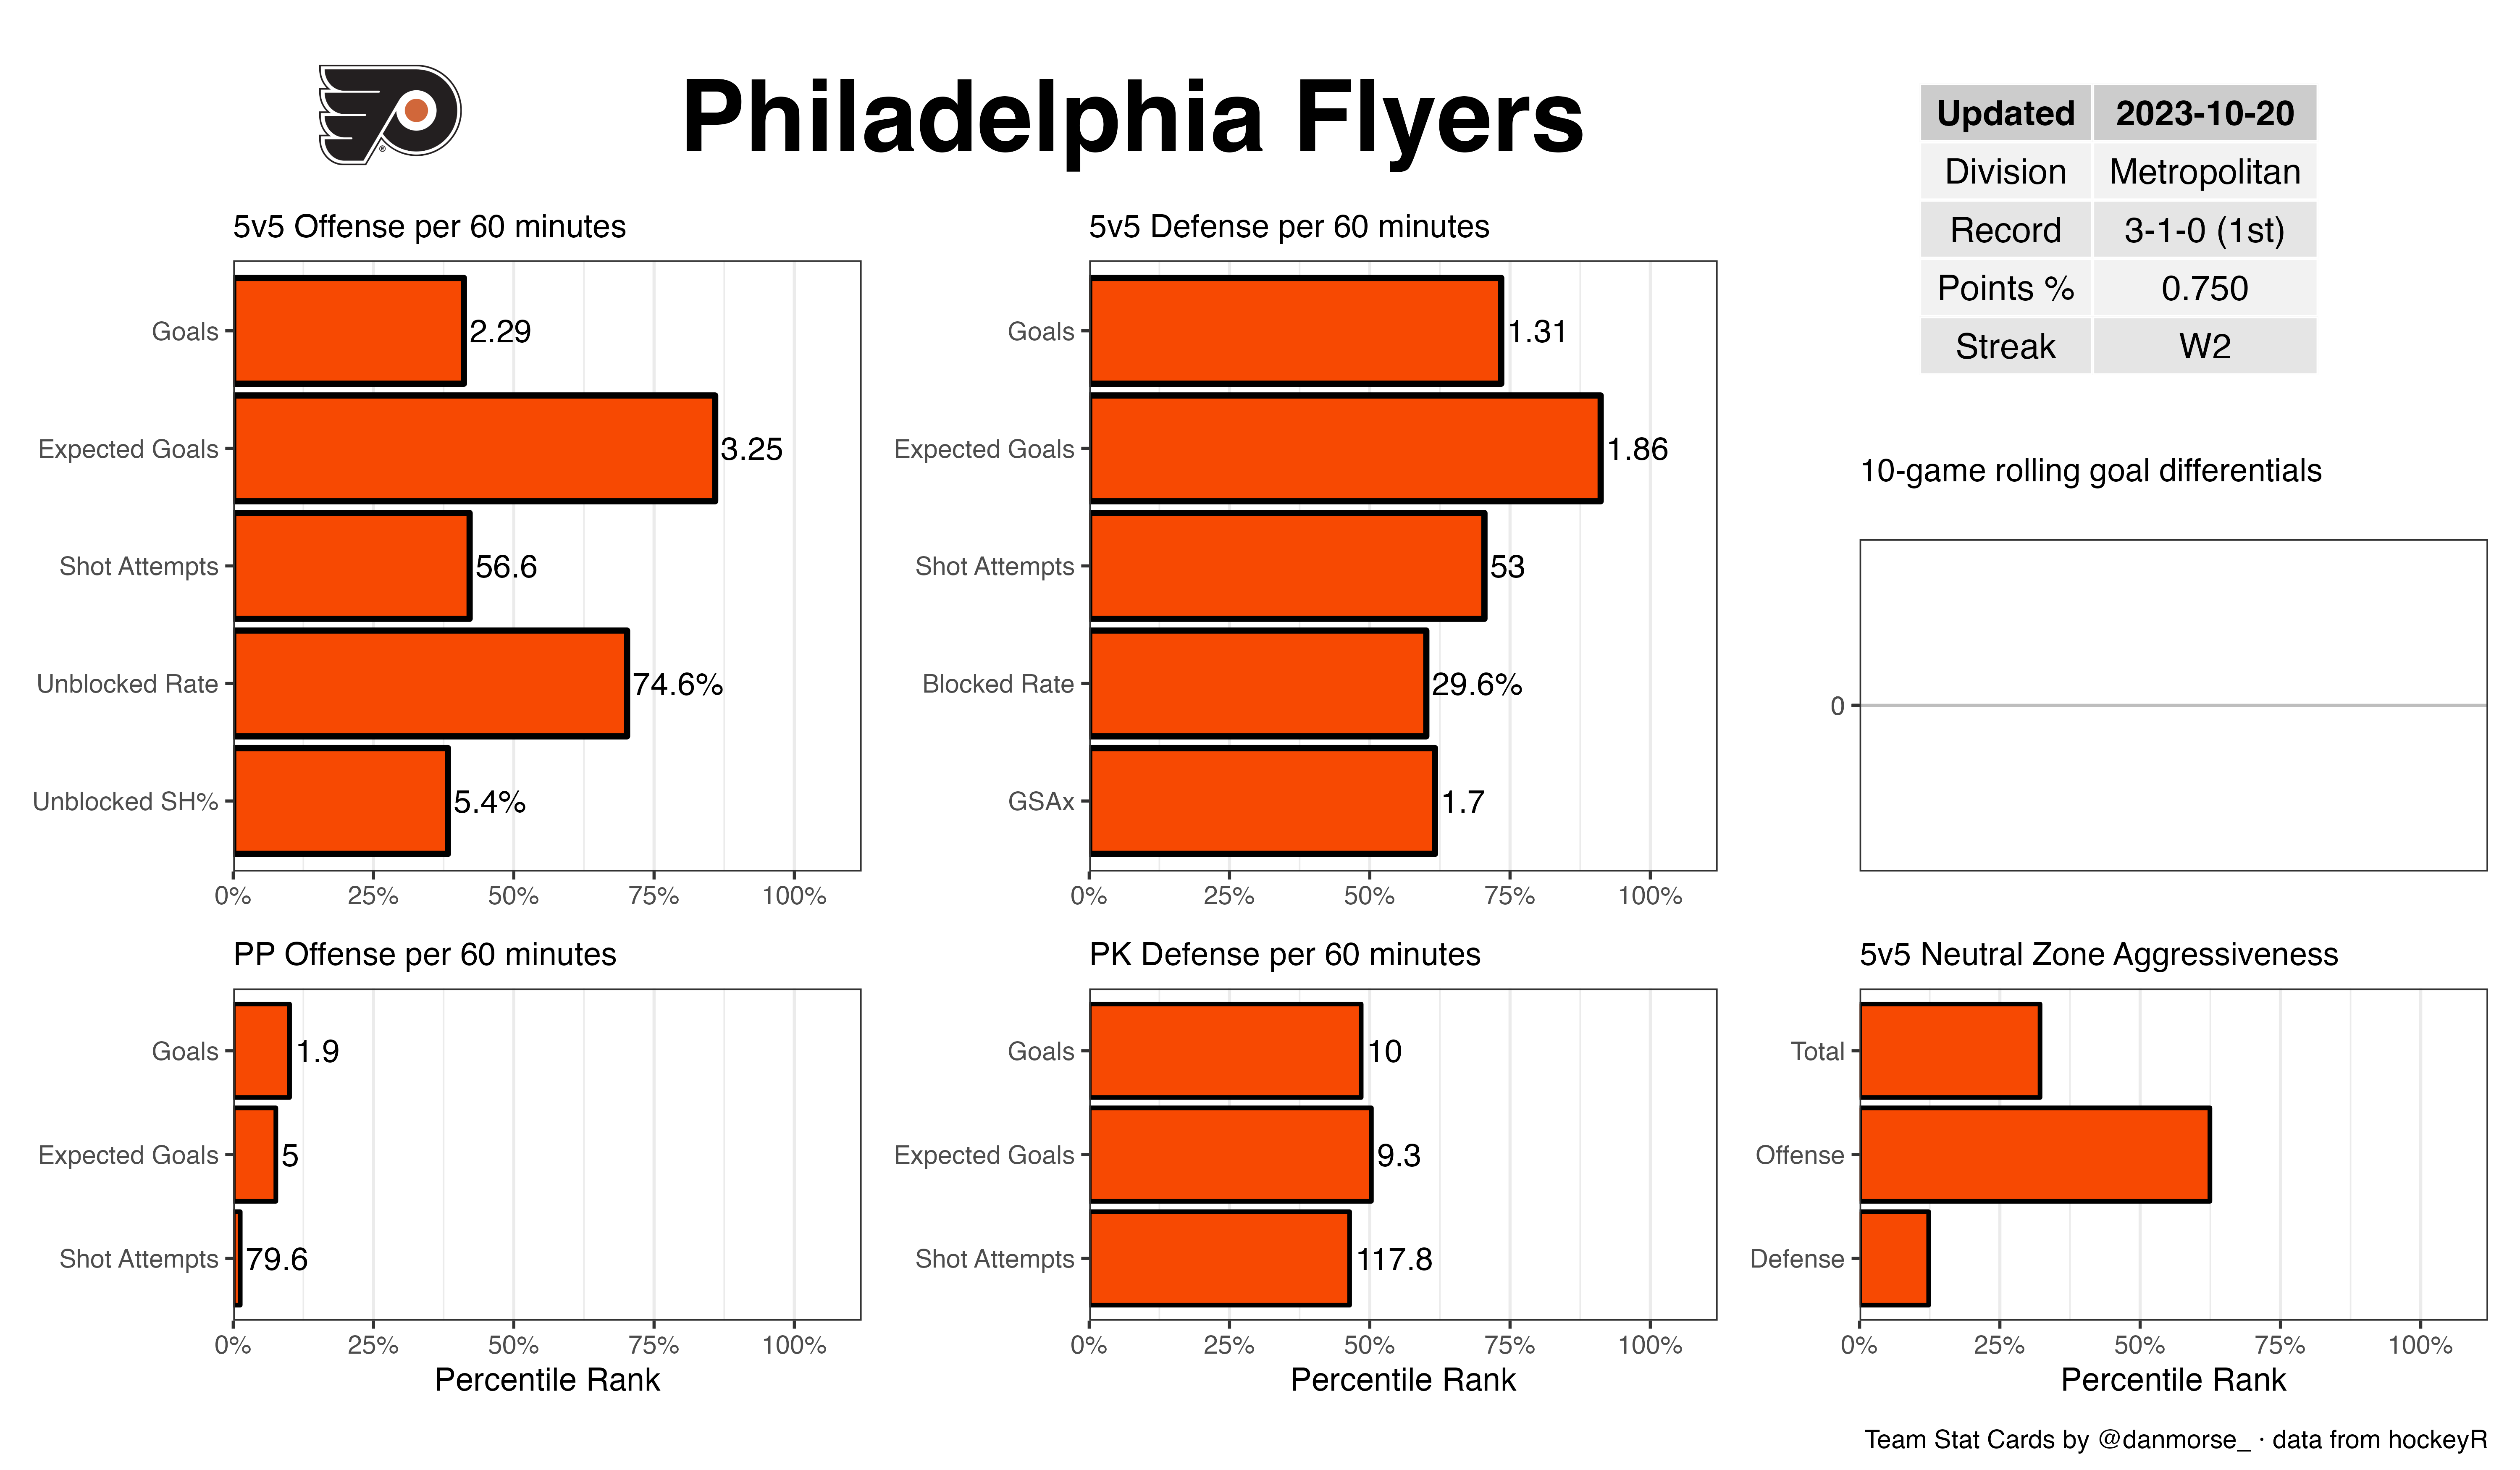 Philadelphia Flyers
Updated 2023-10-20
Division Metropolitan
Record 3-1-0 (1st)
Points % 0.750
Streak W2
5v5 Offense per 60 minutes
Goals 2.29
Expected Goals 3.25
Shot Attempts 56.6
Unblocked Rate 74.6%
Unblocked SH% 5.4%
0% 25% 50% 75% 100%
5v5 Defense per 60 minutes
Goals 1.31
Expected Goals 1.86
Shot Attempts 53
Blocked Rate 29.6%
GSAx 1.7
0% 25% 50% 75% 100%
10-game rolling goal differentials
0
PP Offense per 60 minutes
Goals 1.9
Expected Goals 5
Shot Attempts 79.6
0% 25% 50% 75% 100%
Percentile Rank
PK Defense per 60 minutes
Goals 10
Expected Goals 9.3
Shot Attempts 117.8
0% 25% 50% 75% 100%
Percentile Rank
5v5 Neutral Zone Aggressiveness
Total
Offense
Defense
0% 25% 50% 75% 100%
Percentile Rank
Team Stat Cards by @danmorse_ · data from hockeyR